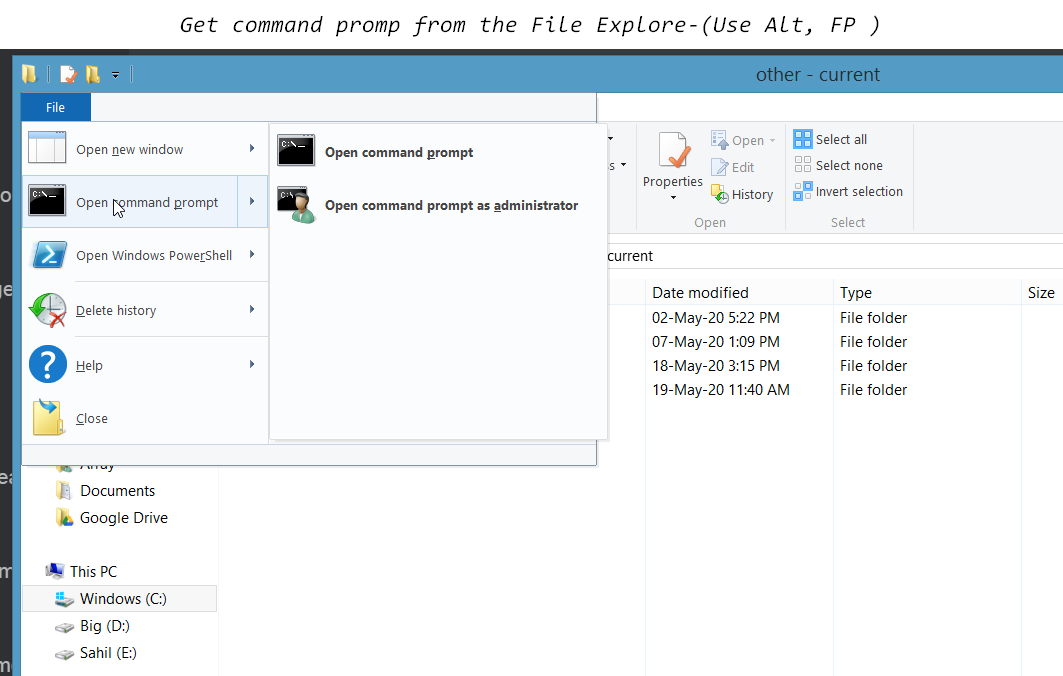 Get command promp from the File Explore-(Use Alt, FP )
other - current
File
Open new window
Open command prompt
Open Windows PowerShell
Delete history
Help
Close
Open command prompt
Open command prompt as administrator
Properties
Open
Edit
History
Open
Select all
Select none
Invert selection
Select
current
Date modified Type Size
02-May-20 5:22 PM File folder
07-May-20 1:09 PM File folder
18-May-20 3:15 PM File folder
19-May-20 11:40 AM File folder
Array
Documents
Google Drive
This PC
Windows (C:)
Big (D:)
Sahil (E:)